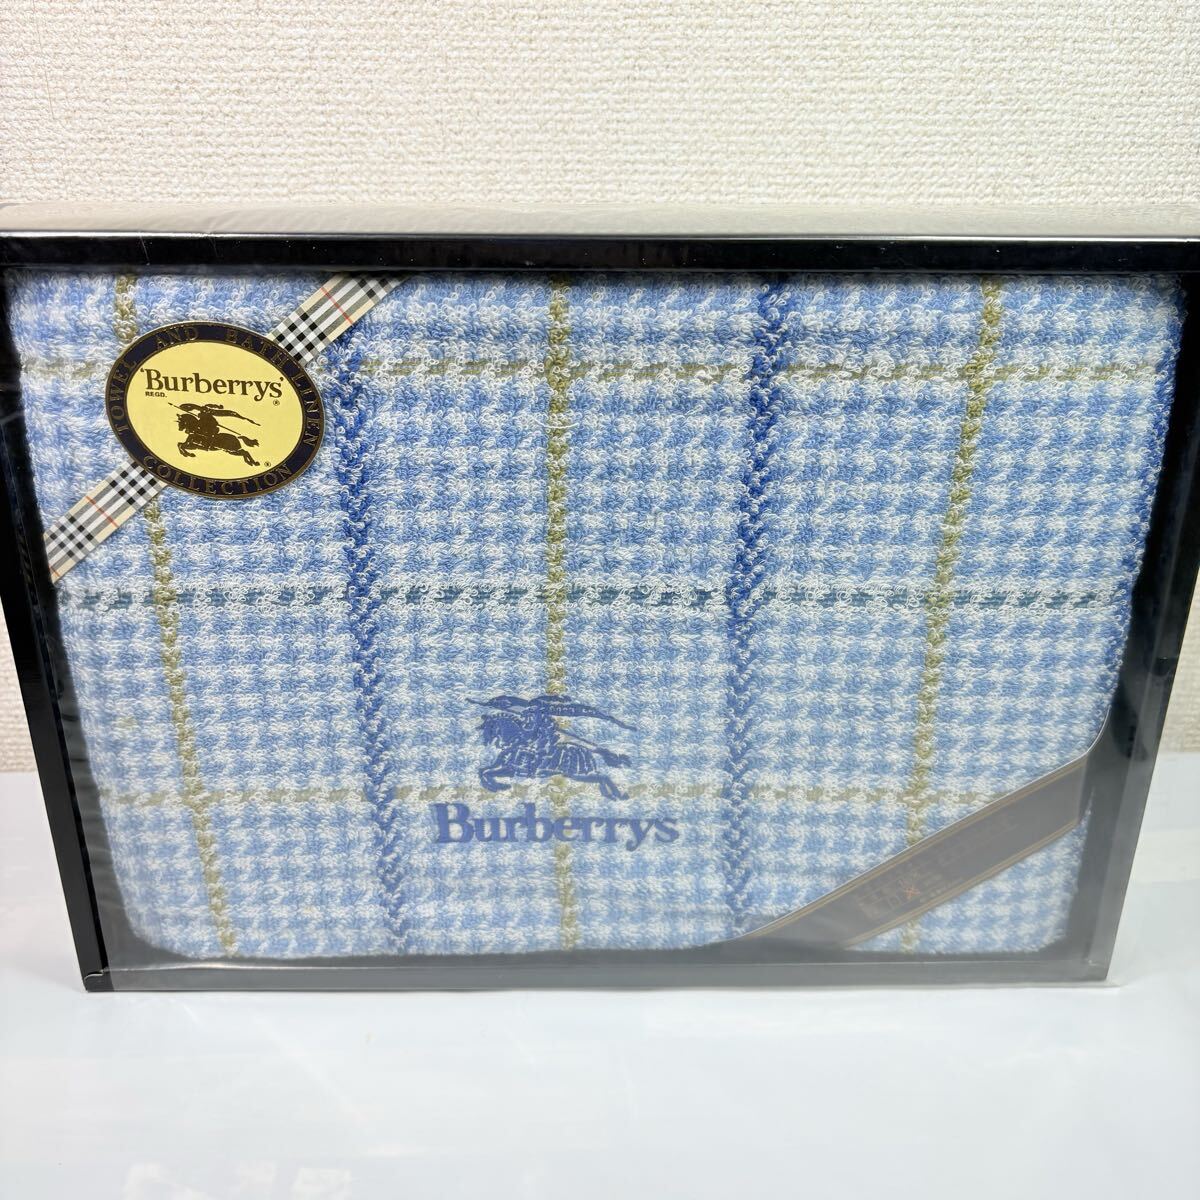 TOWEL AND BATH LINEN
'Burberrys'
REGD.
®
®
COLLECTION
Burberrys